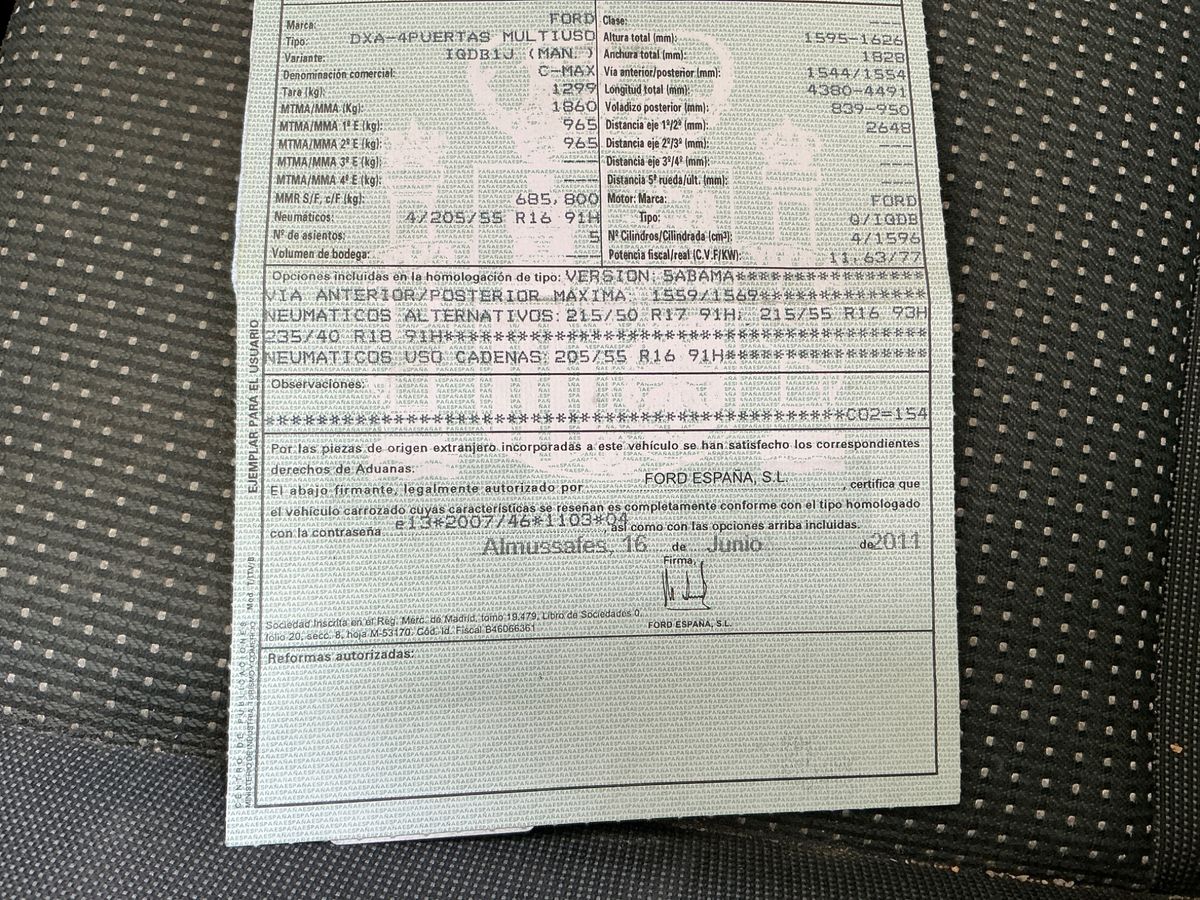 Marca: FORD
Tipo: DXA-4PUERTAS MULTIUSO
Variante: IQDB1J (MAN.)
Denominación comercial: C-MAX
Tara (kg): 1299
MTMA/MMA (Kg): 1860
MTMA/MMA 1º E (kg): 965
MTMA/MMA 2º E (kg): 965
MTMA/MMA 3º E (kg): ---
MTMA/MMA 4º E (kg): ---
MMR S/F, c/F (kg): 685,800
Neumáticos: 4/205/55 R16 91H
Nº de asientos: 5
Volumen de bodega: ---
Clase: ---
Altura total (mm): 1595-1626
Anchura total (mm): 1828
Vía anterior/posterior (mm): 1544/1554
Longitud total (mm): 4380-4491
Voladizo posterior (mm): 839-950
Distancia eje 1º/2º (mm): 2648
Distancia eje 2º/3º (mm): ---
Distancia eje 3º/4º (mm): ---
Distancia 5ª rueda/últ. (mm): ---
Motor: Marca: FORD
Tipo: Q/IQDB
Nº Cilindros/Cilindrada (cm³): 4/1596
Potencia fiscal/real (C.V.F/KW): 11,63/77
Opciones incluidas en la homologación de tipo: VERSION: 5ABAMA********************
VIA ANTERIOR/POSTERIOR MAXIMA: 1559/1569*****************
NEUMATICOS ALTERNATIVOS: 215/50 R17 91H; 215/55 R16 93H
235/40 R18 91H******************************************
NEUMATICOS USO CADENAS: 205/55 R16 91H********************
Observaciones:
*************************************************CO2=154
Por las piezas de origen extranjero incorporadas a este vehículo se han satisfecho los correspondientes
derechos de Aduanas.
El abajo firmante, legalmente autorizado por FORD ESPAÑA, S.L. , certifica que
el vehículo carrozado cuyas características se reseñan es completamente conforme con el tipo homologado
con la contraseña e13*2007/46*1103*04 así como con las opciones arriba incluidas.
Almussafes, 16 de Junio de 2011
Firma,
FORD ESPAÑA, S.L.
Sociedad Inscrita en el Reg. Merc. de Madrid, tomo 19.479, Libro de Sociedades 0,
folio 20, secc. 8, hoja M-53170. Cód. Id. Fiscal B46066361
Reformas autorizadas:
EJEMPLAR PARA EL USUARIO
CENTRO DE PUBLICACIONES